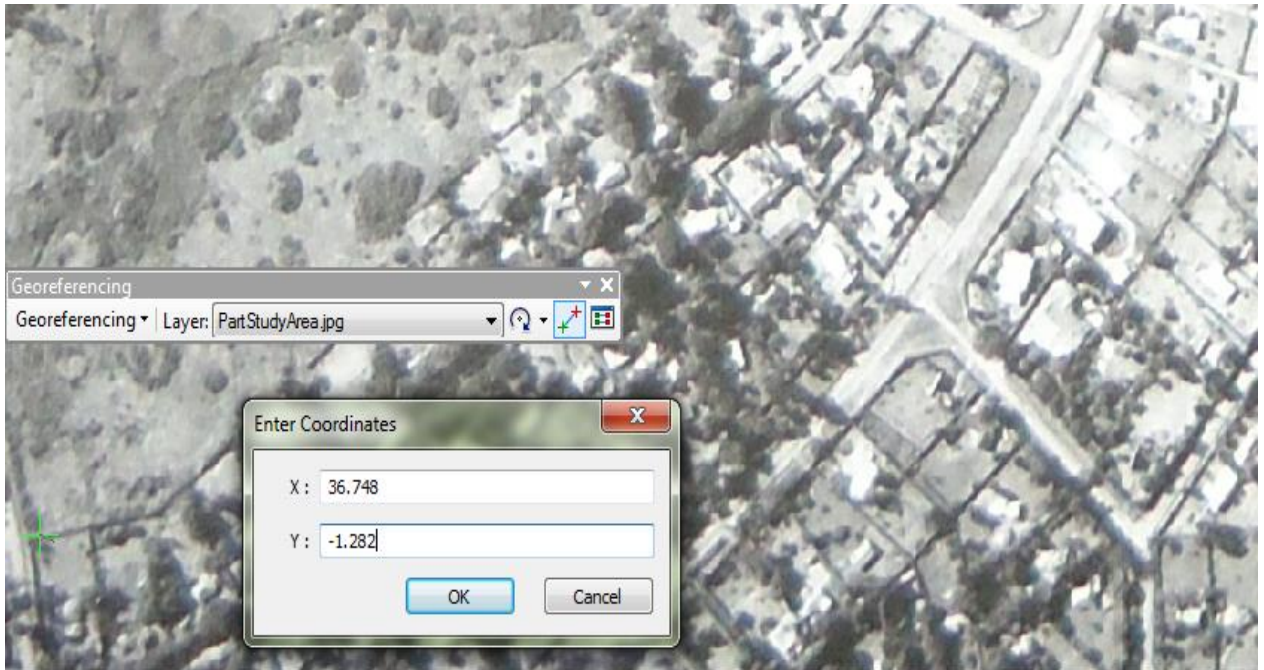 Georeferencing
Georeferencing Layer: PartStudyArea.jpg
Enter Coordinates
X : 36.748
Y : -1.282
OK Cancel